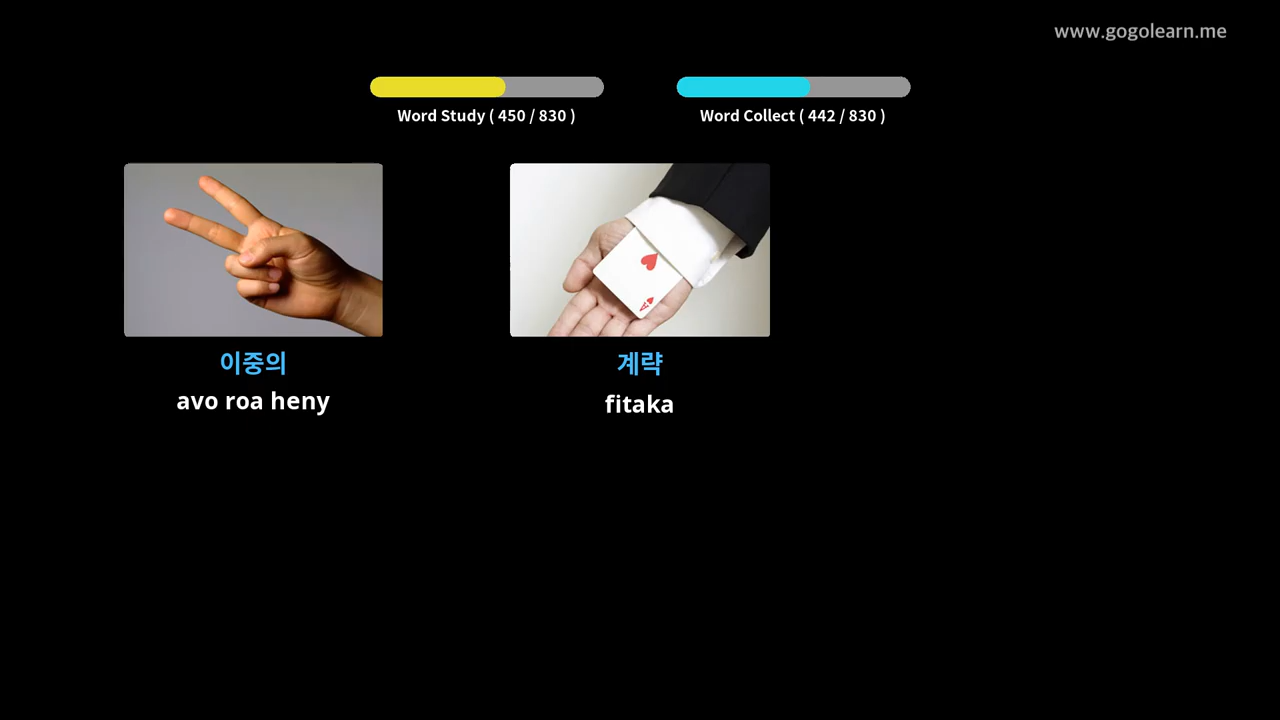 www.gogolearn.me
Word Study ( 450 / 830 )
Word Collect ( 442 / 830 )
이중의
avo roa heny
계략
fitaka